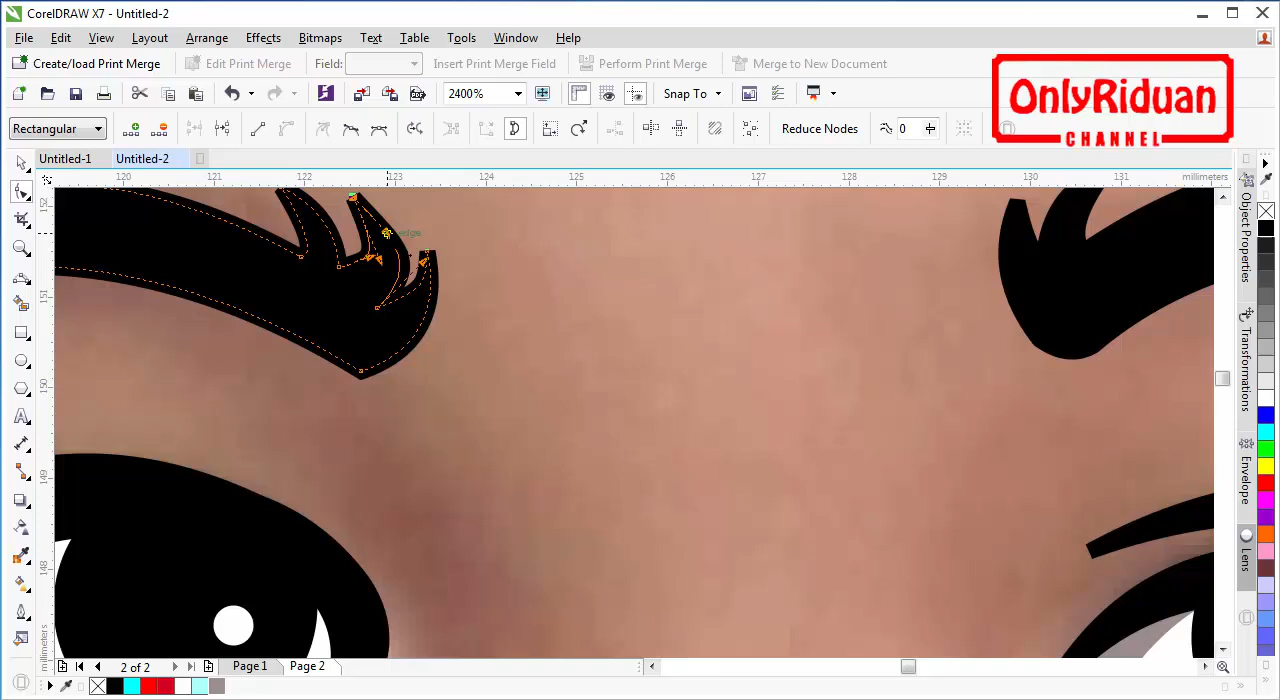 CorelDRAW X7 - Untitled-2
File Edit View Layout Arrange Effects Bitmaps Text Table Tools Window Help
Create/load Print Merge Edit Print Merge Field: Insert Print Merge Field Perform Print Merge Merge to New Document
OnlyRiduan
CHANNEL
2400% Snap To
Rectangular Reduce Nodes 0
Untitled-1 Untitled-2
120 121 122 123 124 125 126 127 128 129 130 131 millimeters
152
151
150
149
148
millimeters
edge
Object Properties
Transformations
Envelope
Lens
2 of 2 Page 1 Page 2